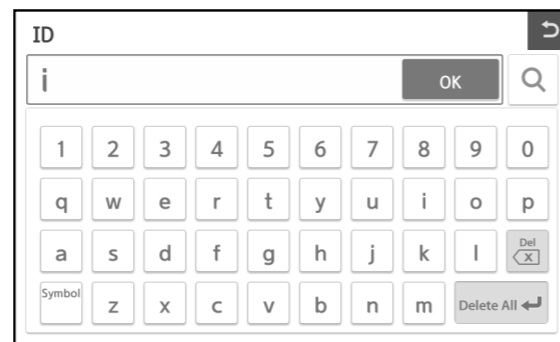 ID
i OK
1 2 3 4 5 6 7 8 9 0
q w e r t y u i o p
a s d f g h j k l Del
Symbol z x c v b n m Delete All